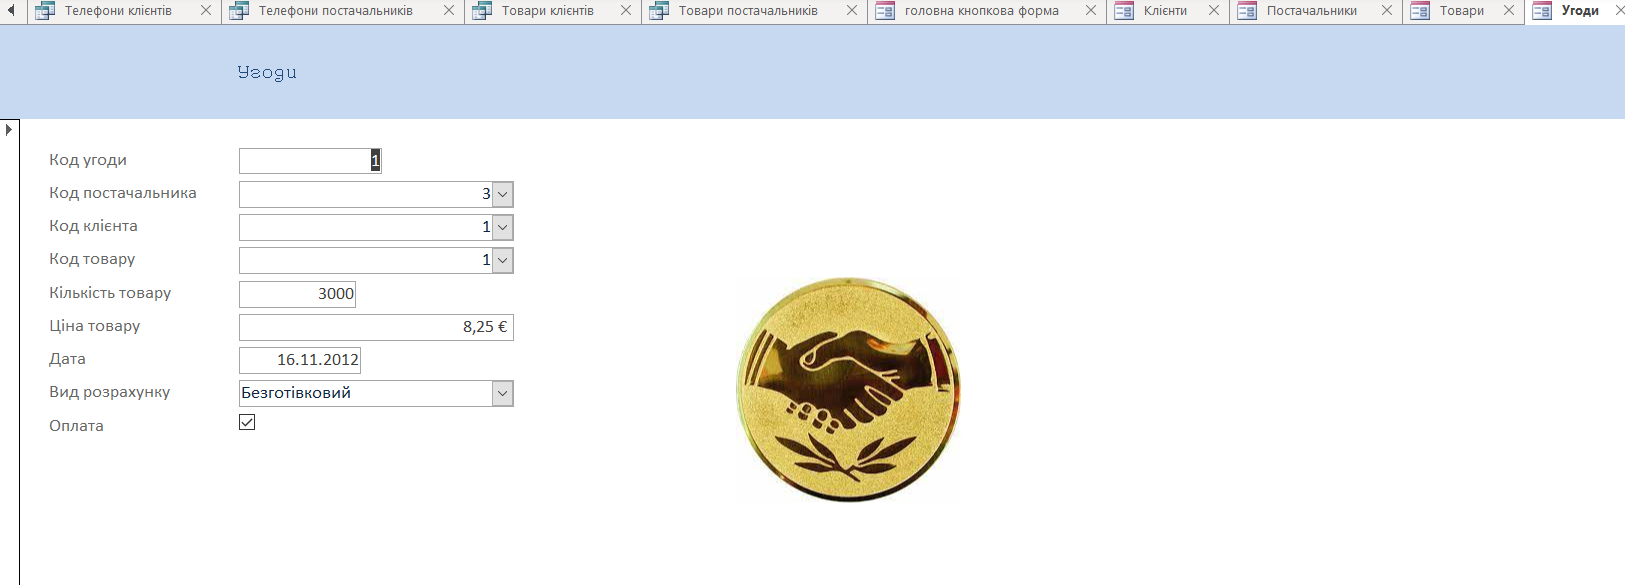 Телефони клієнтів Телефони постачальників Товари клієнтів Товари постачальників головна кнопкова форма Клієнти Постачальники Товари Угоди
Угоди
Код угоди 1
Код постачальника 3
Код клієнта 1
Код товару 1
Кількість товару 3000
Ціна товару 8,25 €
Дата 16.11.2012
Вид розрахунку Безготівковий
Оплата